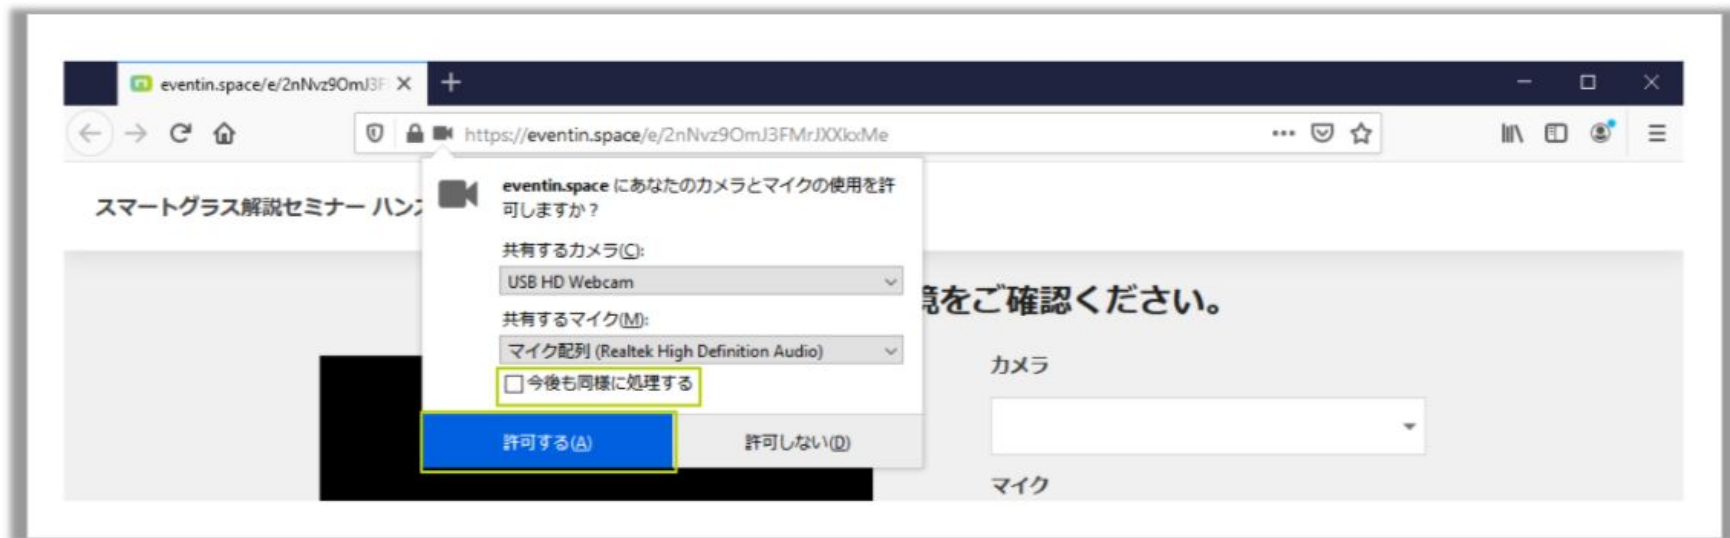 eventin.space/e/2nNvz9OmJ3F
https://eventin.space/e/2nNvz9OmJ3FMrJXXkxMe
eventin.space にあなたのカメラとマイクの使用を許
可しますか？
スマートグラス解説セミナー ハンズ
共有するカメラ(C):
USB HD Webcam
境をご確認ください。
共有するマイク(M):
マイク配列 (Realtek High Definition Audio)
カメラ
今後も同様に処理する
許可する(A)
許可しない(D)
マイク